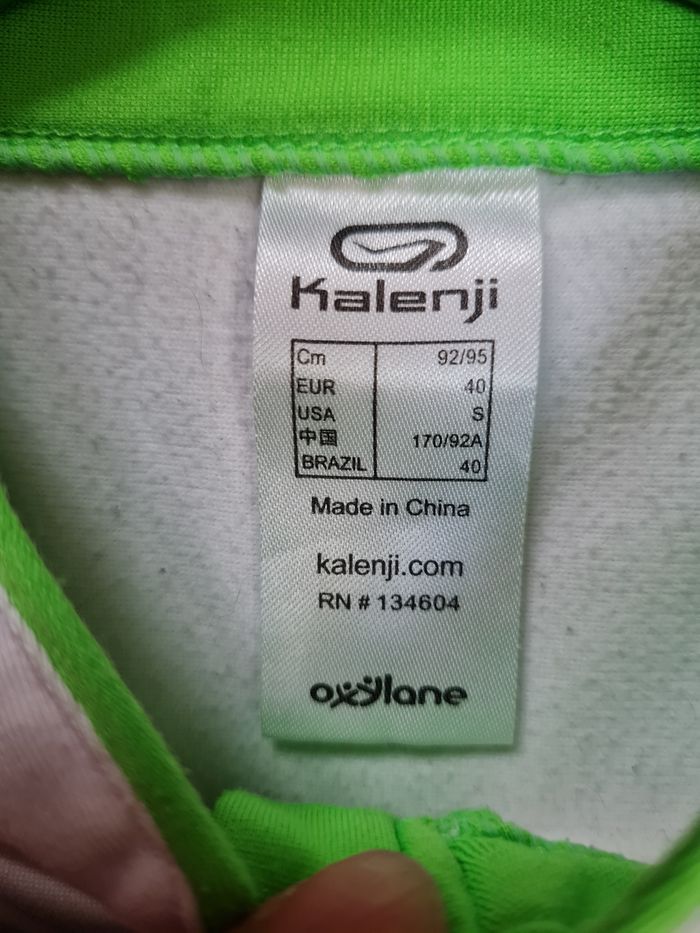 Kalenji
Cm 92/95
EUR 40
USA S
中国 170/92A
BRAZIL 40
Made in China
kalenji.com
RN # 134604
oxylane